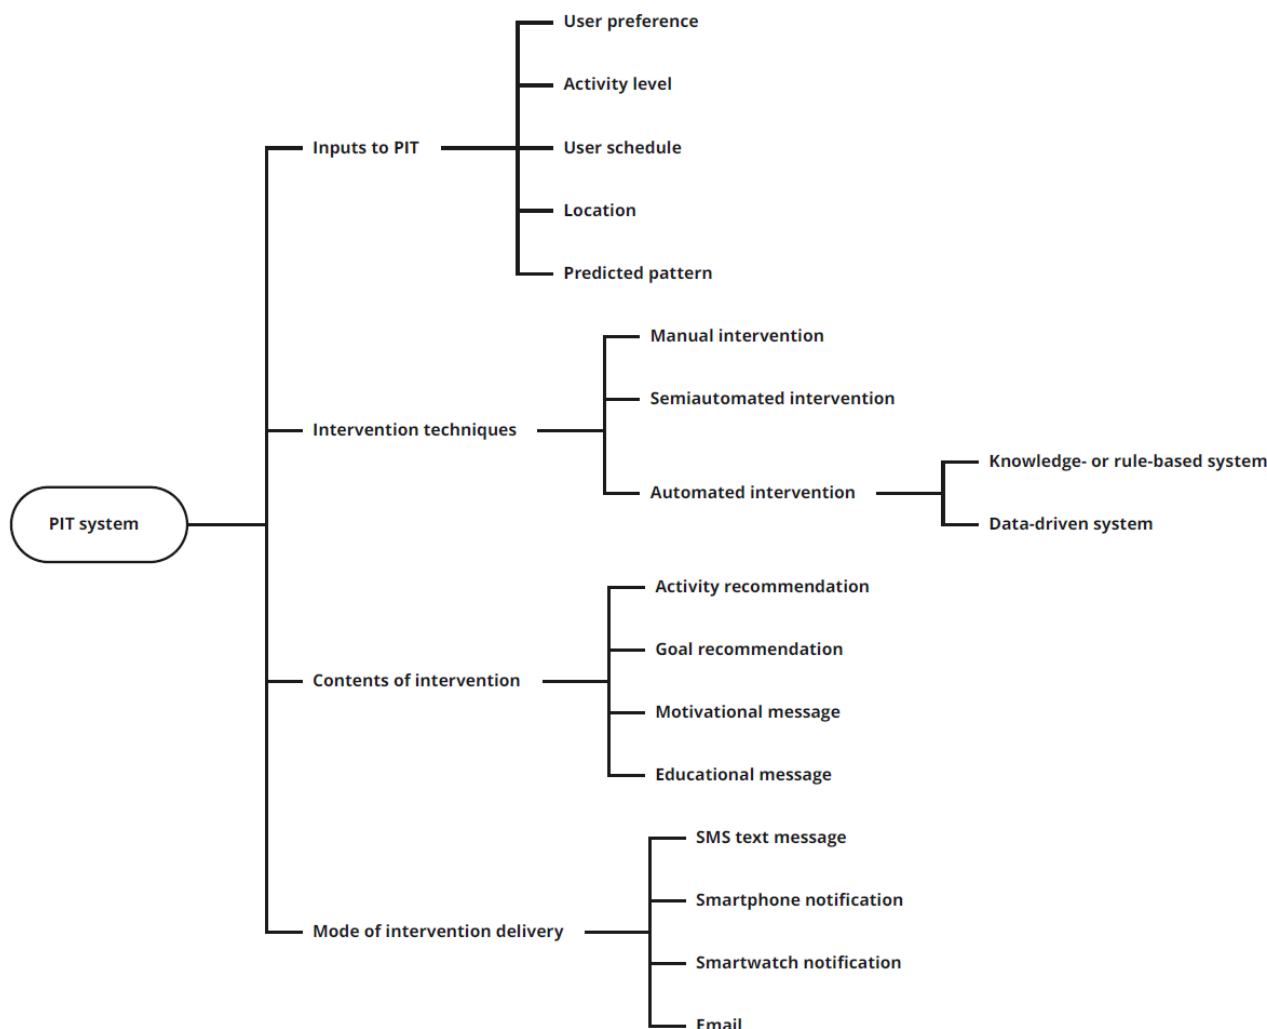 User preference
Activity level
Inputs to PIT
User schedule
Location
Predicted pattern
Manual intervention
Semiautomated intervention
Intervention techniques
Knowledge- or rule-based system
Automated intervention
PIT system
Data-driven system
Activity recommendation
Goal recommendation
Contents of intervention
Motivational message
Educational message
SMS text message
Smartphone notification
Mode of intervention delivery
Smartwatch notification
Email